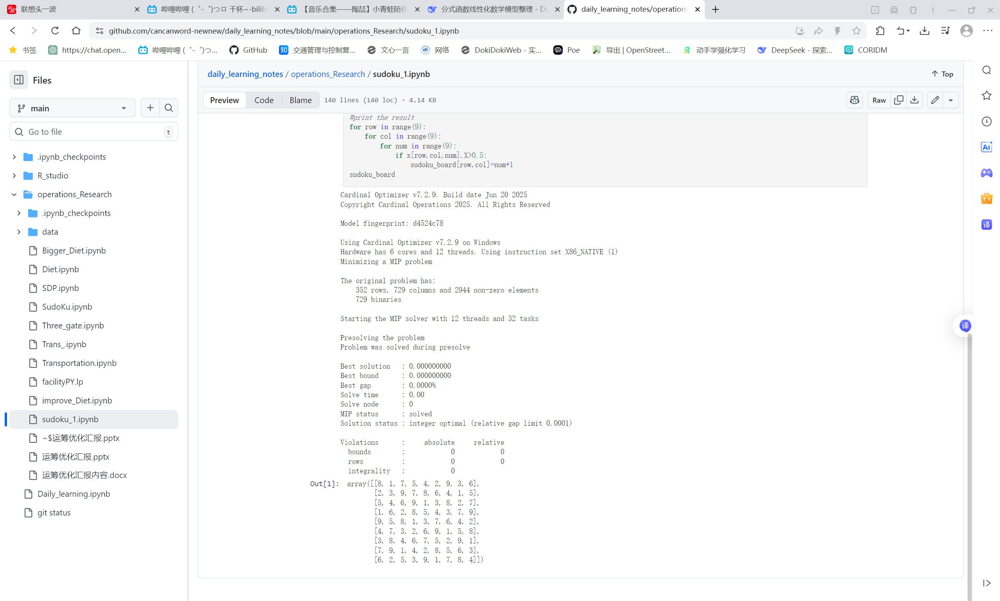 联想头一波
哔哩哔哩 (゜-゜)つロ 干杯~-bilibi
【音乐合集——陶喆】小青蛙陪你
分式函数线性化数学模型整理 - De
daily_learning_notes/operations
github.com/cancanword-newnew/daily_learning_notes/blob/main/operations_Research/sudoku_1.ipynb
书签
https://chat.open...
哔哩哔哩 (゜-゜)つ...
GitHub
知 交通管理与控制复...
文心一言
网络
DokiDokiWeb - 实...
Poe
导出 | OpenStreet...
动手学强化学习
DeepSeek - 探索...
CORIDM
Files
main
Go to file
t
.ipynb_checkpoints
R_studio
operations_Research
.ipynb_checkpoints
data
Bigger_Diet.ipynb
Diet.ipynb
SDP.ipynb
SudoKu.ipynb
Three_gate.ipynb
Trans_.ipynb
Transportation.ipynb
facilityPY.lp
improve_Diet.ipynb
sudoku_1.ipynb
~$运筹优化汇报.pptx
运筹优化汇报.pptx
运筹优化汇报内容.docx
Daily_learning.ipynb
git status
daily_learning_notes / operations_Research / sudoku_1.ipynb
Top
Preview Code Blame 140 lines (140 loc) · 4.14 KB
Raw
#print the result
for row in range(9):
    for col in range(9):
        for num in range(9):
            if x[row,col,num].X>0.5:
                sudoku_board[row,col]=num+1
sudoku_board
Cardinal Optimizer v7.2.9. Build date Jun 20 2025
Copyright Cardinal Operations 2025. All Rights Reserved
Model fingerprint: d4524c78
Using Cardinal Optimizer v7.2.9 on Windows
Hardware has 6 cores and 12 threads. Using instruction set X86_NATIVE (1)
Minimizing a MIP problem
The original problem has:
    352 rows, 729 columns and 2944 non-zero elements
    729 binaries
Starting the MIP solver with 12 threads and 32 tasks
Presolving the problem
Problem was solved during presolve
Best solution   : 0.000000000
Best bound      : 0.000000000
Best gap        : 0.0000%
Solve time      : 0.00
Solve node      : 0
MIP status      : solved
Solution status : integer optimal (relative gap limit 0.0001)
Violations      :     absolute     relative
  bounds        :            0            0
  rows          :            0            0
  integrality   :            0
Out[1]: array([[8, 1, 7, 5, 4, 2, 9, 3, 6],
[2, 3, 9, 7, 8, 6, 4, 1, 5],
[5, 4, 6, 9, 1, 3, 8, 2, 7],
[1, 6, 2, 8, 5, 4, 3, 7, 9],
[9, 5, 8, 1, 3, 7, 6, 4, 2],
[4, 7, 3, 2, 6, 9, 1, 5, 8],
[3, 8, 4, 6, 7, 5, 2, 9, 1],
[7, 9, 1, 4, 2, 8, 5, 6, 3],
[6, 2, 5, 3, 9, 1, 7, 8, 4]])
Ai
译
译